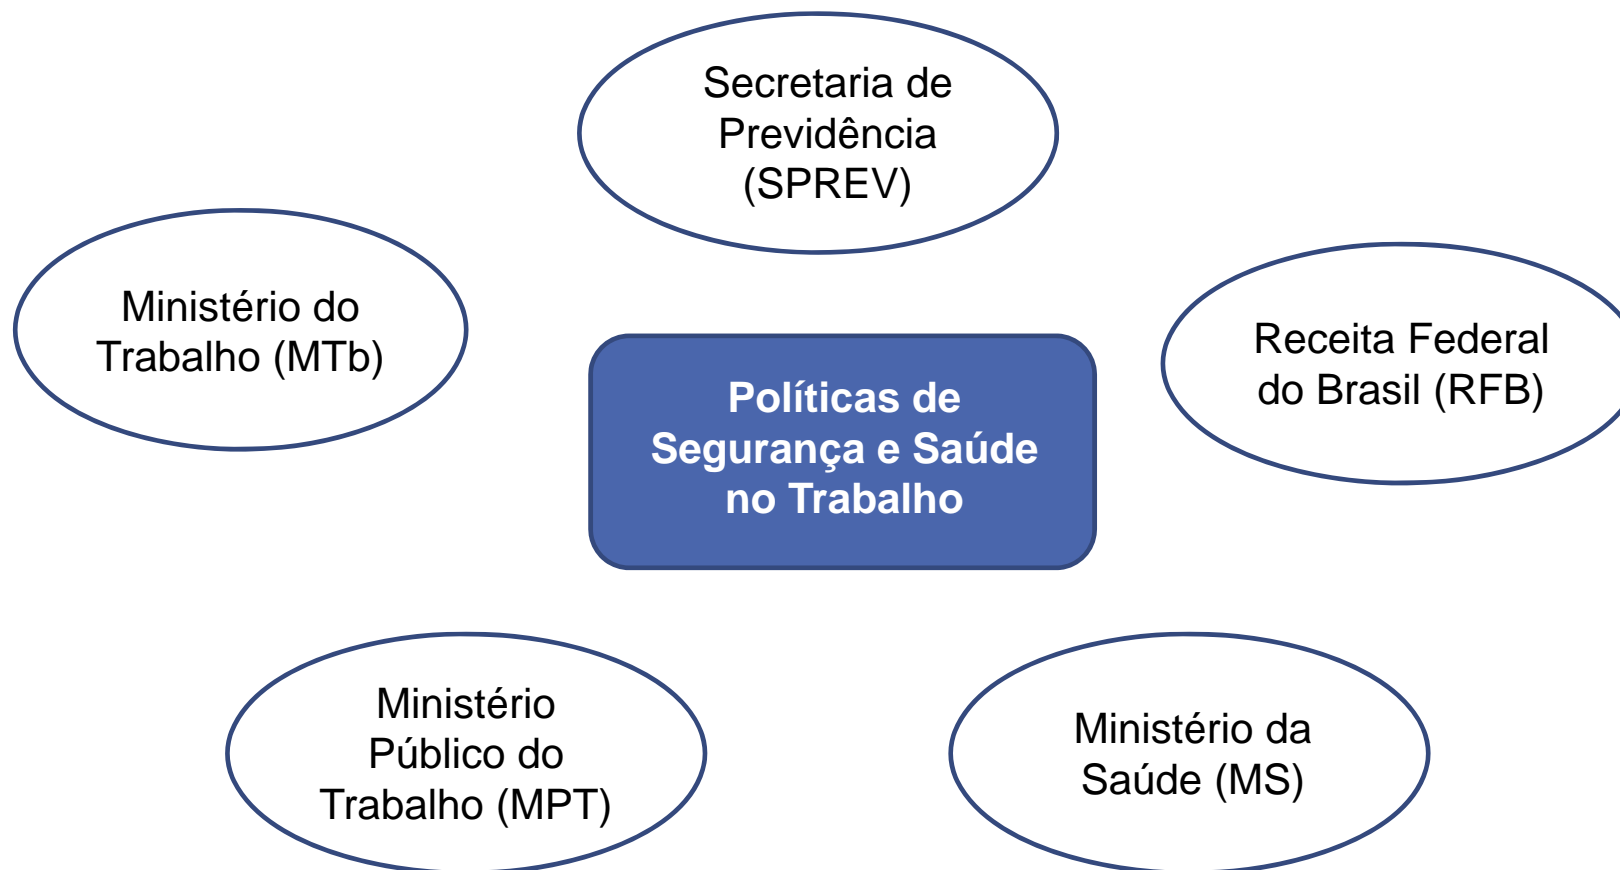 Secretaria de
Previdência
(SPREV)
Ministério do
Trabalho (MTb)
Receita Federal
do Brasil (RFB)
Políticas de
Segurança e Saúde
no Trabalho
Ministério
Público do
Trabalho (MPT)
Ministério da
Saúde (MS)